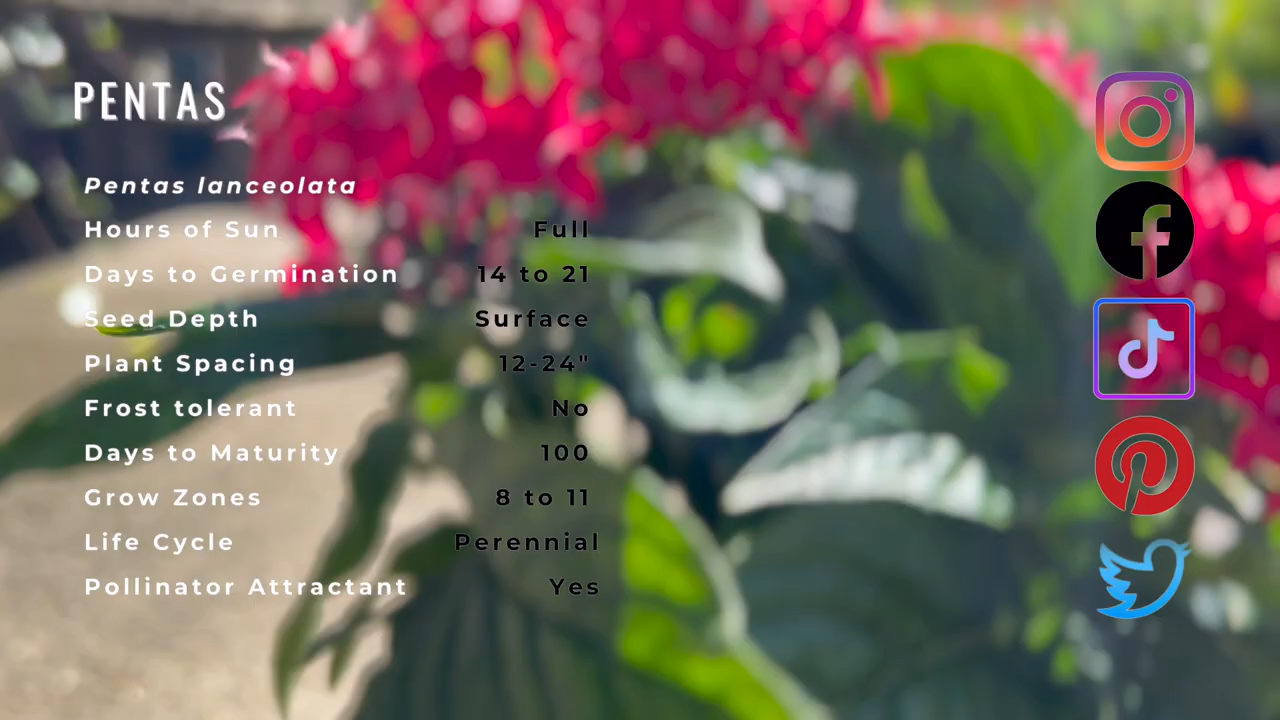 PENTAS
Pentas lanceolata
Hours of Sun Full
Days to Germination 14 to 21
Seed Depth Surface
Plant Spacing 12-24"
Frost tolerant No
Days to Maturity 100
Grow Zones 8 to 11
Life Cycle Perennial
Pollinator Attractant Yes